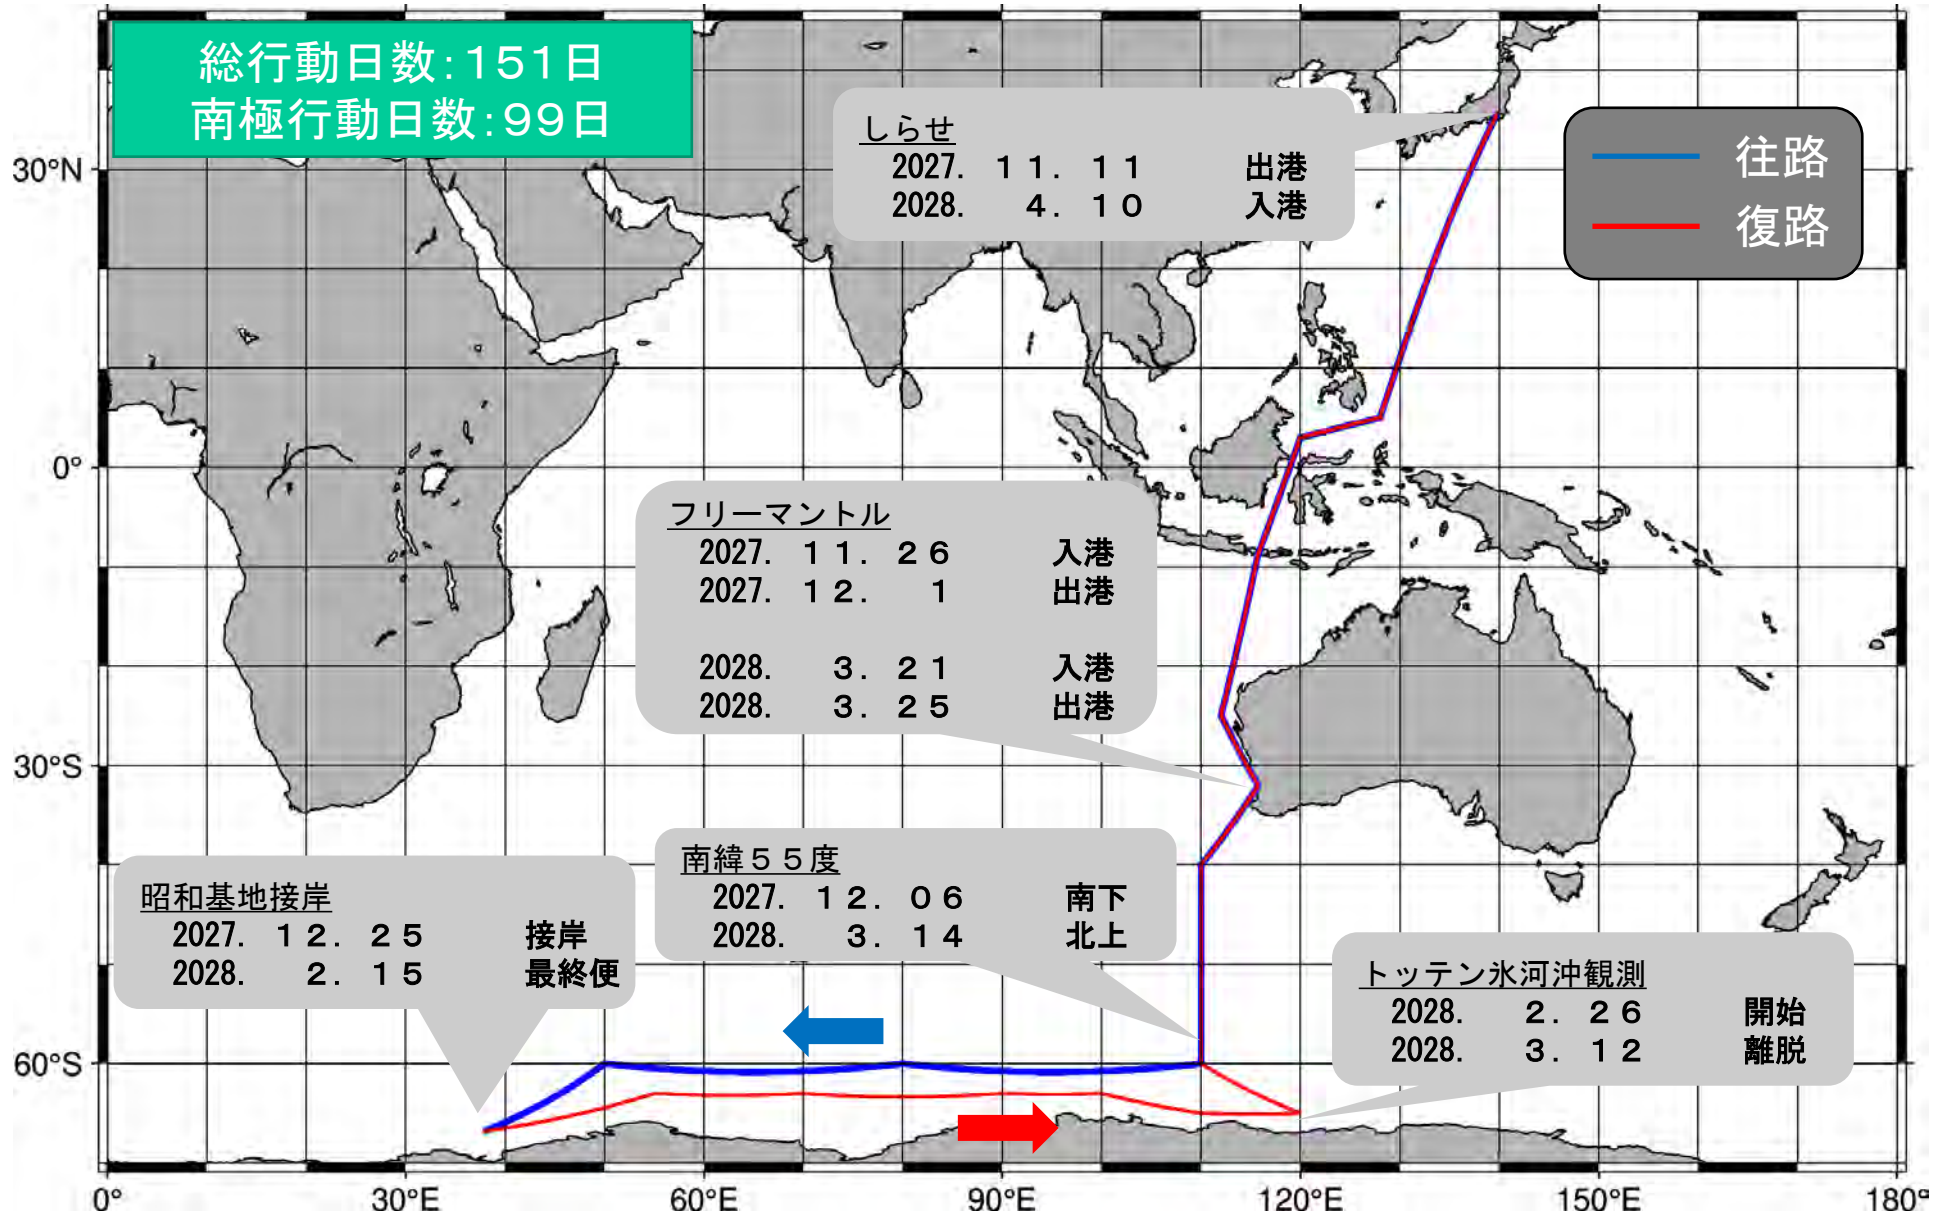 総行動日数:151日
南極行動日数:99日
しらせ
2027. 11. 11 出港
2028. 4. 10 入港
往路
復路
フリーマントル
2027. 11. 26 入港
2027. 12. 1 出港
2028. 3. 21 入港
2028. 3. 25 出港
南緯55度
2027. 12. 06 南下
2028. 3. 14 北上
昭和基地接岸
2027. 12. 25 接岸
2028. 2. 15 最終便
トッテン氷河沖観測
2028. 2. 26 開始
2028. 3. 12 離脱
30°N
0°
30°S
60°S
0° 30°E 60°E 90°E 120°E 150°E 180°